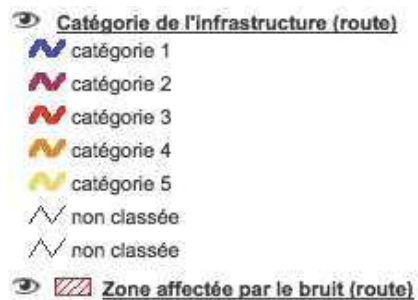 Catégorie de l'infrastructure (route)
catégorie 1
catégorie 2
catégorie 3
catégorie 4
catégorie 5
non classée
non classée
Zone affectée par le bruit (route)